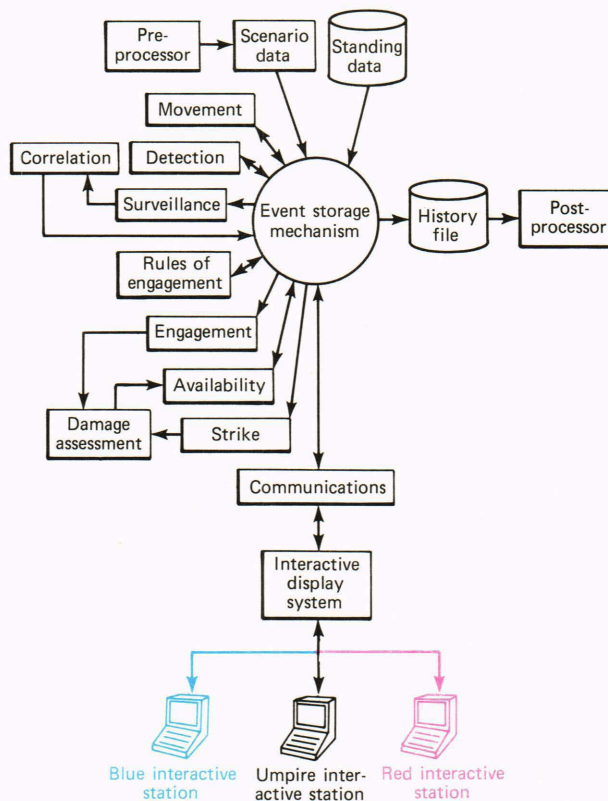 Pre-
processor
Scenario
data
Standing
data
Movement
Correlation
Detection
Surveillance
Event storage
mechanism
History
file
Post-
processor
Rules of
engagement
Engagement
Availability
Damage
assessment
Strike
Communications
Interactive
display
system
Blue interactive
station
Umpire inter-
active station
Red interactive
station